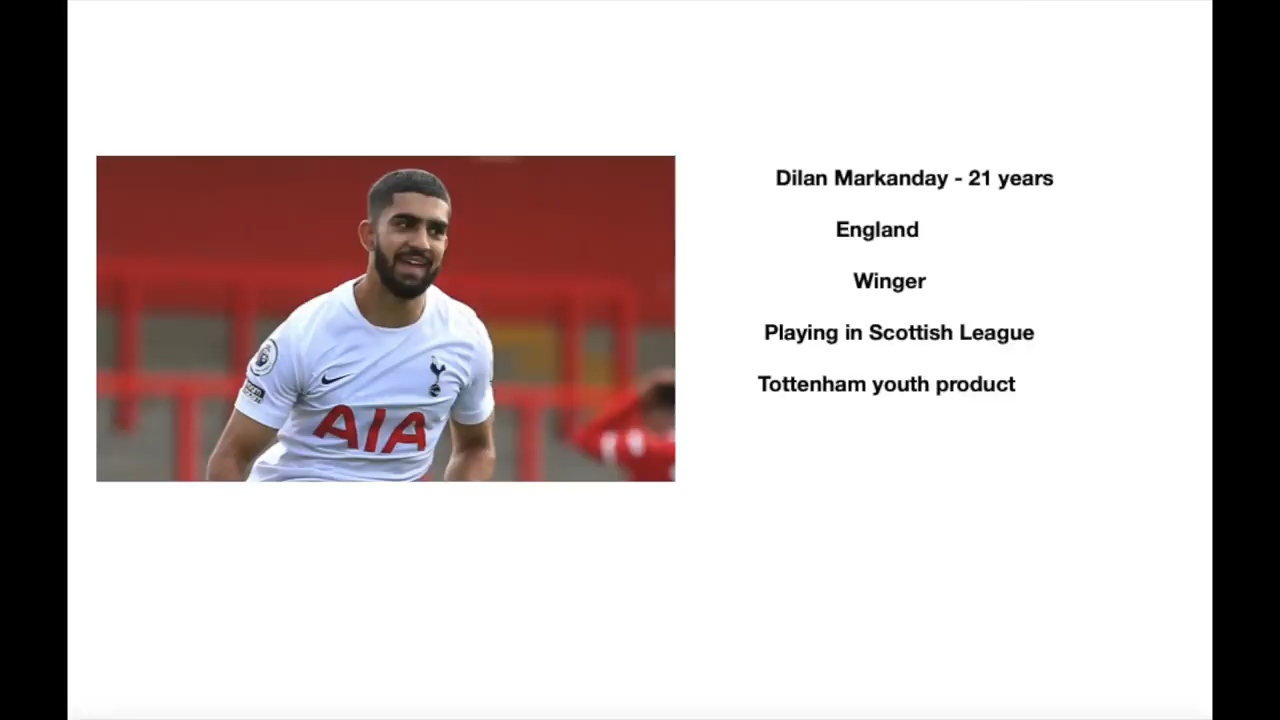 Dilan Markanday - 21 years
England
Winger
Playing in Scottish League
Tottenham youth product
AIA